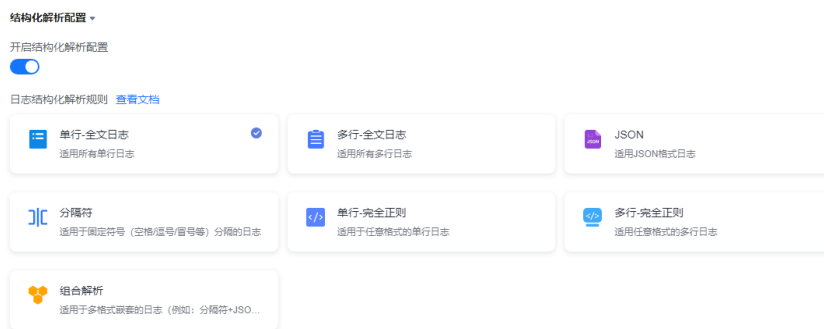 结构化解析配置
开启结构化解析配置
日志结构化解析规则 查看文档
单行-全文日志
适用所有单行日志
多行-全文日志
适用所有多行日志
JSON
JSON
适用JSON格式日志
分隔符
适用于固定符号（空格/逗号/冒号等）分隔的日志
单行-完全正则
适用于任意格式的单行日志
多行-完全正则
适用任意格式的多行日志
组合解析
适用于多格式嵌套的日志（例如：分隔符+JSO...